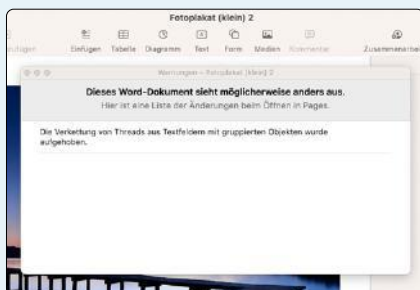 Fotoplakat (klein) 2
Einfügen Tabelle Diagramm Text Form Medien Kommentar Zusammenarbei
Warnungen – Fotoplakat (klein) 2
Dieses Word-Dokument sieht möglicherweise anders aus.
Hier ist eine Liste der Änderungen beim Öffnen in Pages.
Die Verkettung von Threads aus Textfeldern mit gruppierten Objekten wurde
aufgehoben.